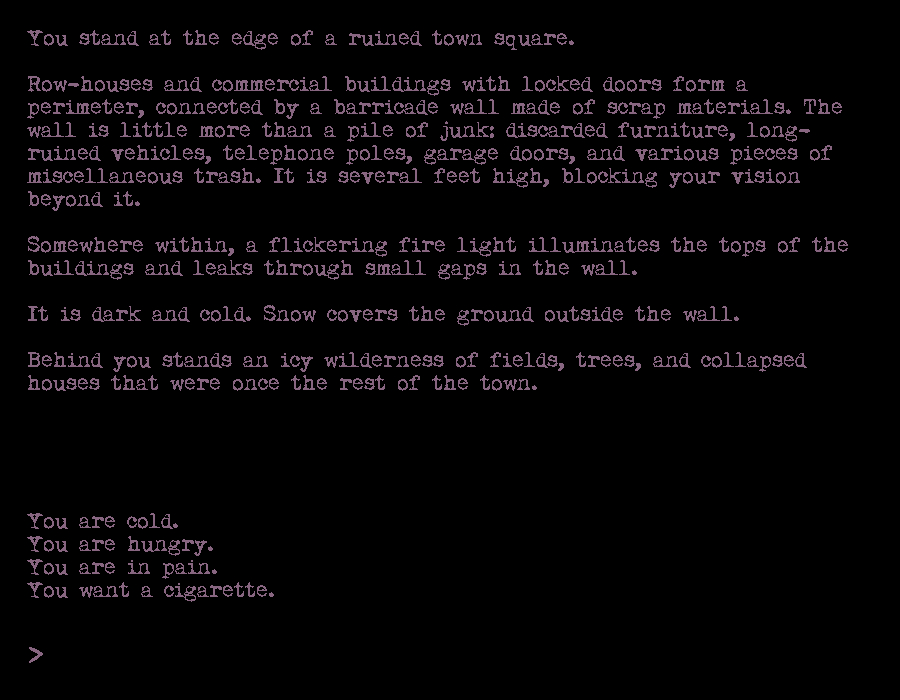 You stand at the edge of a ruined town square.
Row-houses and commercial buildings with locked doors form a
perimeter, connected by a barricade wall made of scrap materials. The
wall is little more than a pile of junk: discarded furniture, long-
ruined vehicles, telephone poles, garage doors, and various pieces of
miscellaneous trash. It is several feet high, blocking your vision
beyond it.
Somewhere within, a flickering fire light illuminates the tops of the
buildings and leaks through small gaps in the wall.
It is dark and cold. Snow covers the ground outside the wall.
Behind you stands an icy wilderness of fields, trees, and collapsed
houses that were once the rest of the town.
You are cold.
You are hungry.
You are in pain.
You want a cigarette.
>